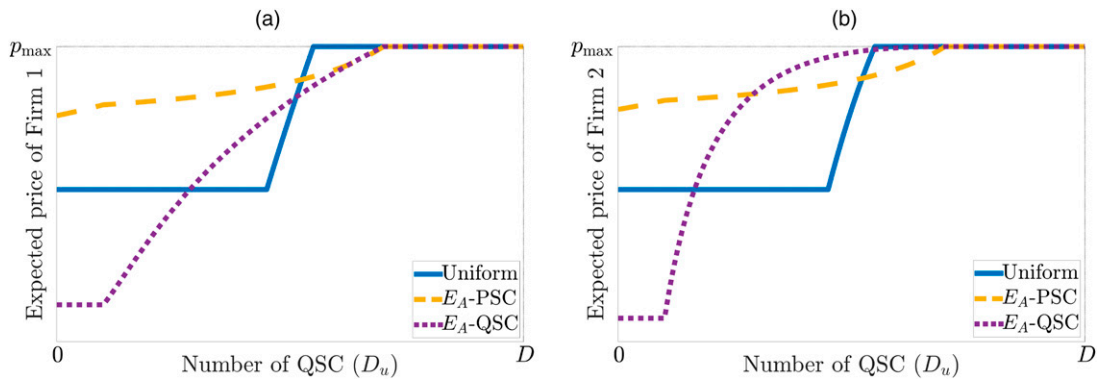 (a)
p_max
Expected price of Firm 1
Uniform
E_A-PSC
E_A-QSC
0
Number of QSC (D_u)
D
(b)
p_max
Expected price of Firm 2
Uniform
E_A-PSC
E_A-QSC
0
Number of QSC (D_u)
D